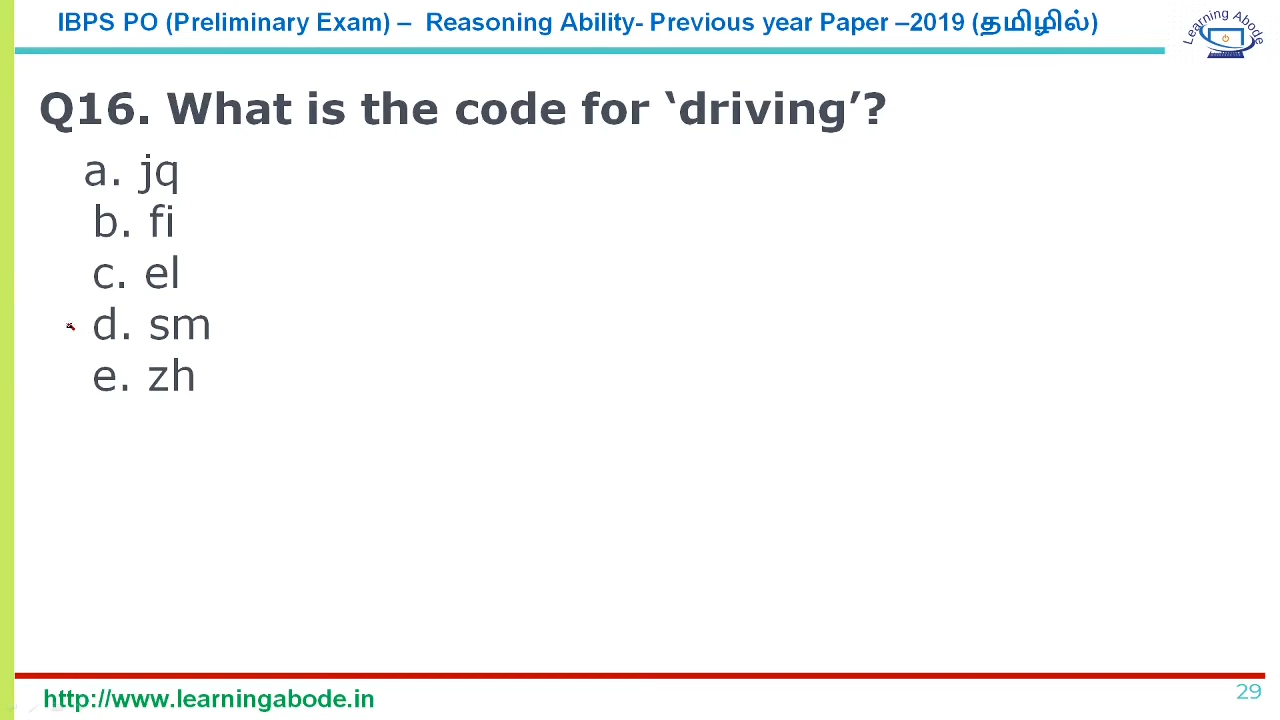 IBPS PO (Preliminary Exam) – Reasoning Ability- Previous year Paper –2019 (தமிழில்)
Learning Abode
Q16. What is the code for ‘driving’?
a. jq
b. fi
c. el
d. sm
e. zh
http://www.learningabode.in
29